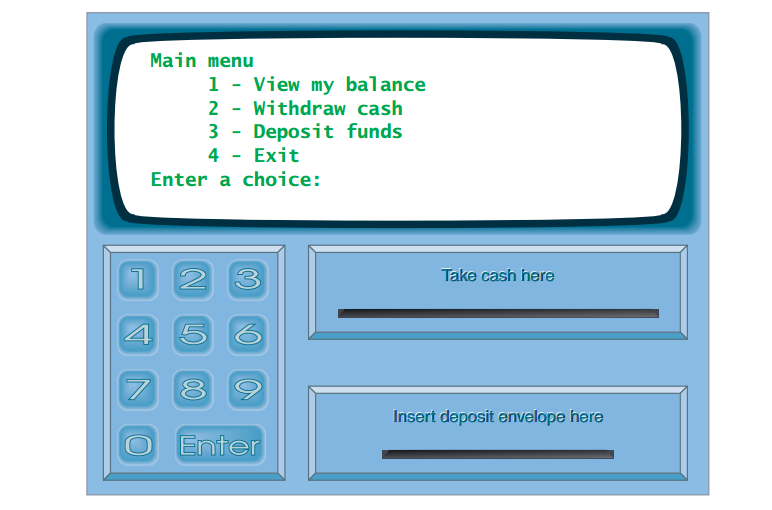 Main menu
1 - View my balance
2 - Withdraw cash
3 - Deposit funds
4 - Exit
Enter a choice:
1 2 3
4 5 6
7 8 9
0 Enter
Take cash here
Insert deposit envelope here